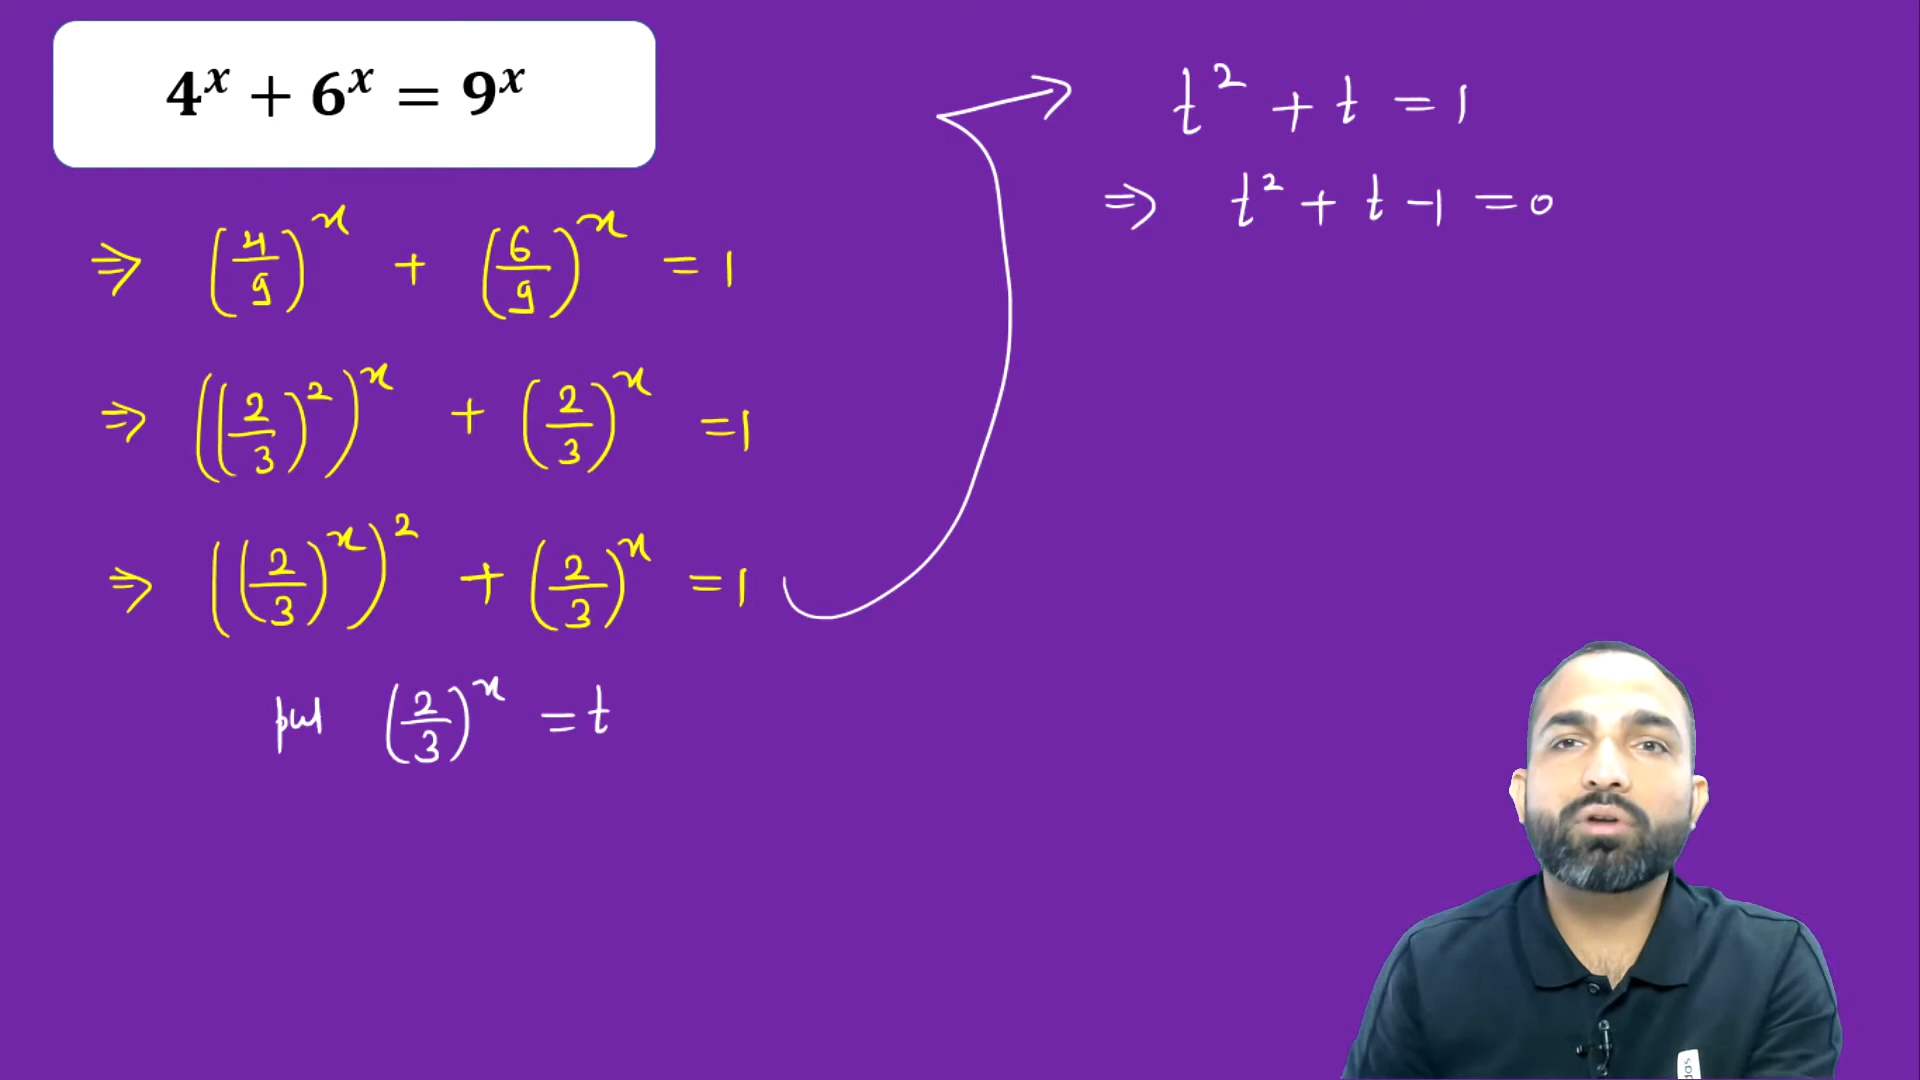 4^x + 6^x = 9^x
⇒ (4/9)^x + (6/9)^x = 1
⇒ ((2/3)^2)^x + (2/3)^x = 1
⇒ ((2/3)^x)^2 + (2/3)^x = 1
put (2/3)^x = t
t^2 + t = 1
⇒ t^2 + t - 1 = 0